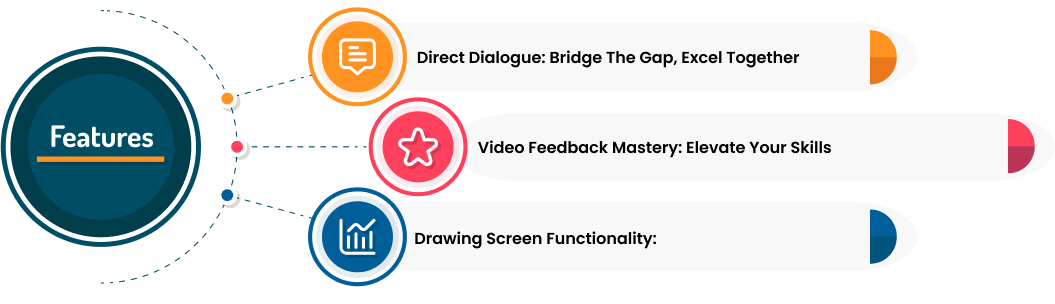 Features
Direct Dialogue: Bridge The Gap, Excel Together
Video Feedback Mastery: Elevate Your Skills
Drawing Screen Functionality: